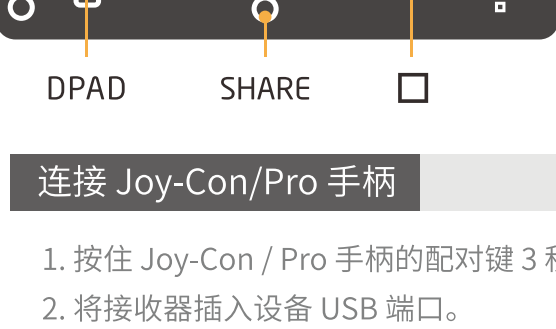 DPAD SHARE □
连接 Joy-Con/Pro 手柄
1. 按住 Joy-Con / Pro 手柄的配对键 3
2. 将接收器插入设备 USB 端口。